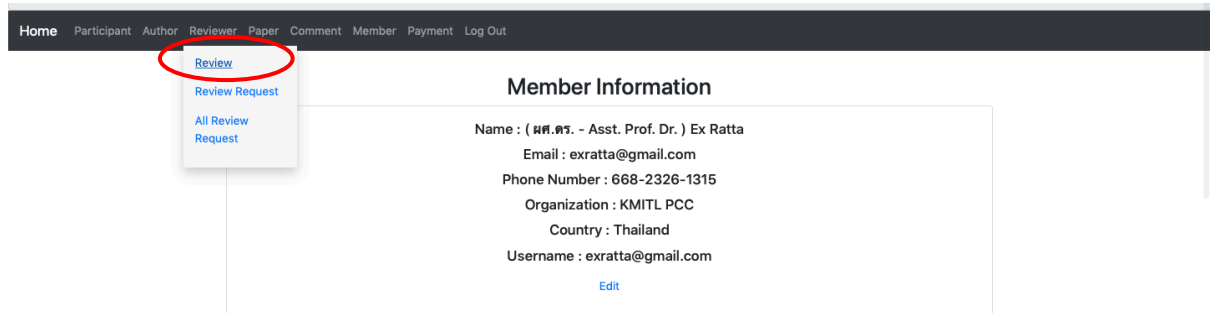 Home Participant Author Reviewer Paper Comment Member Payment Log Out
Review
Review Request
All Review
Request
Member Information
Name : ( ผศ.ดร. - Asst. Prof. Dr. ) Ex Ratta
Email : exratta@gmail.com
Phone Number : 668-2326-1315
Organization : KMITL PCC
Country : Thailand
Username : exratta@gmail.com
Edit